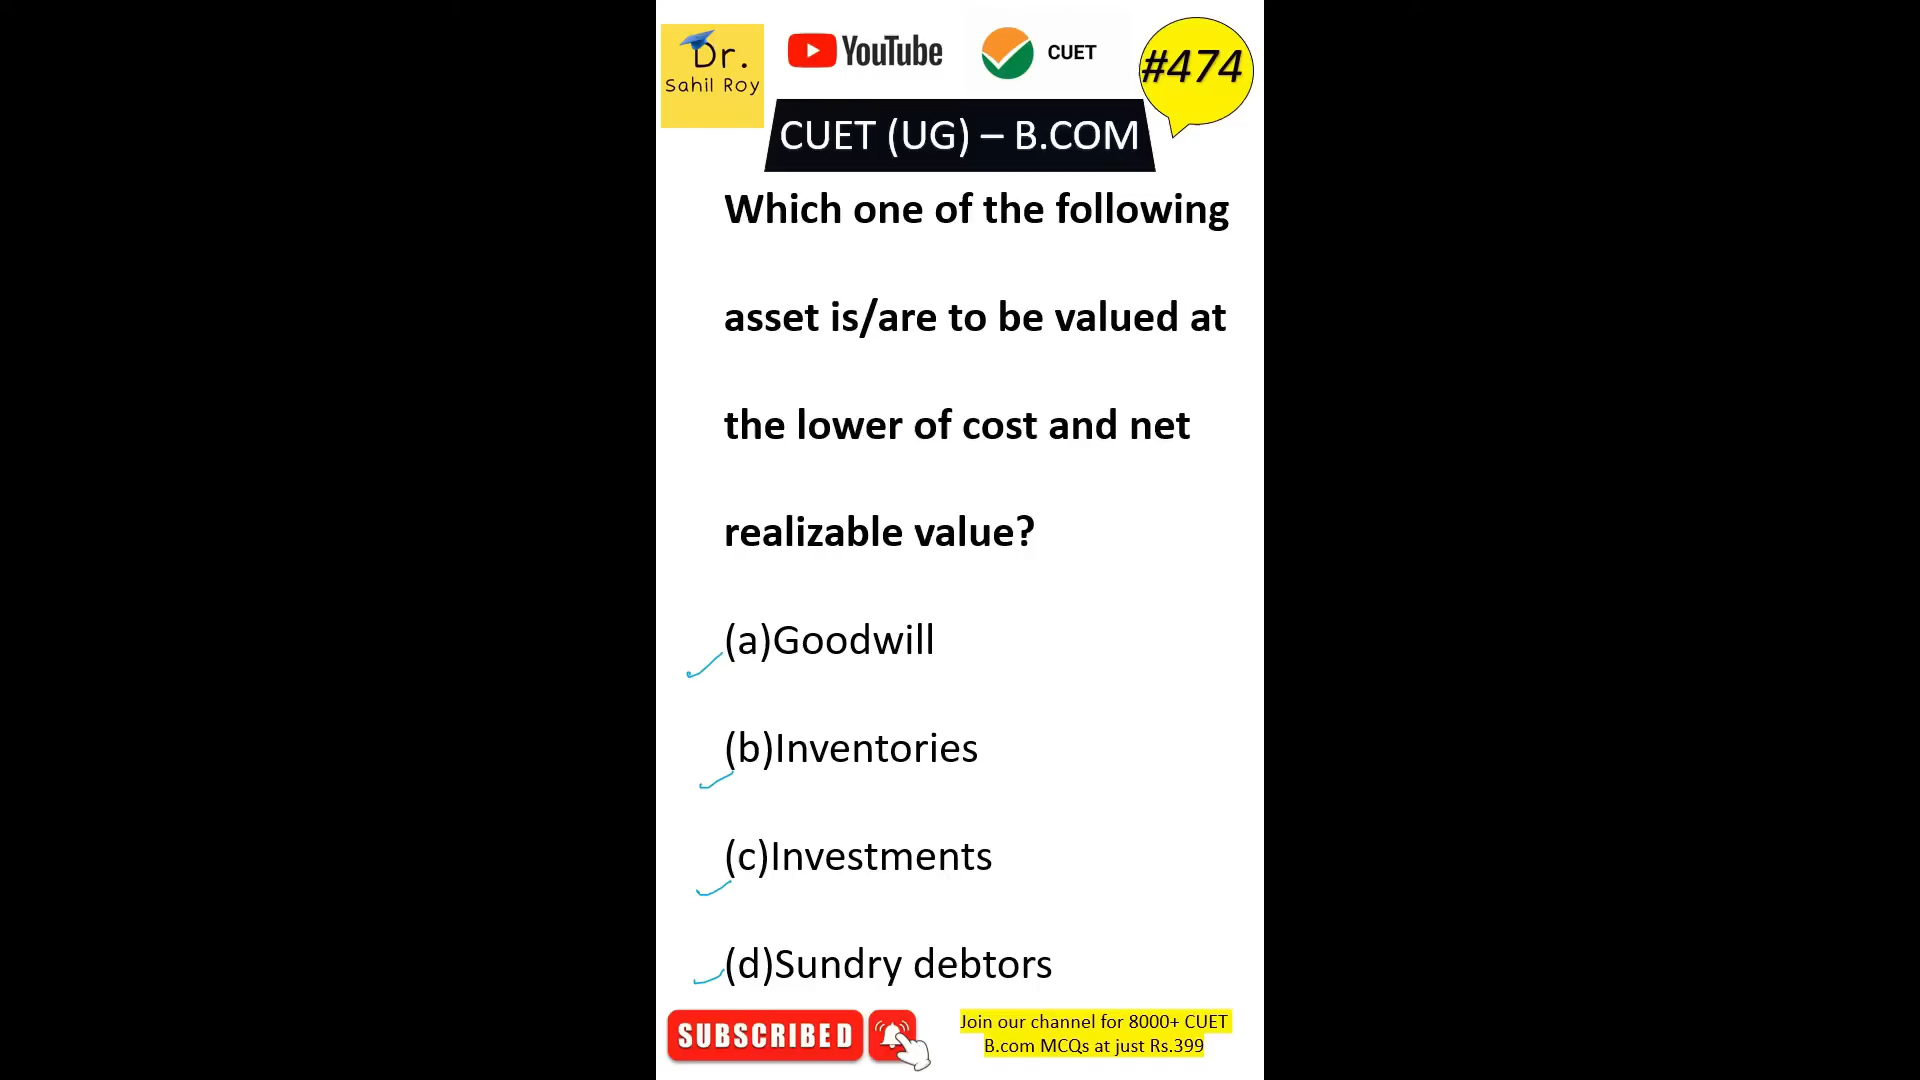 Dr.
Sahil Roy
YouTube
CUET
#474
CUET (UG) – B.COM
Which one of the following
asset is/are to be valued at
the lower of cost and net
realizable value?
(a)Goodwill
(b)Inventories
(c)Investments
(d)Sundry debtors
SUBSCRIBED
Join our channel for 8000+ CUET
B.com MCQs at just Rs.399